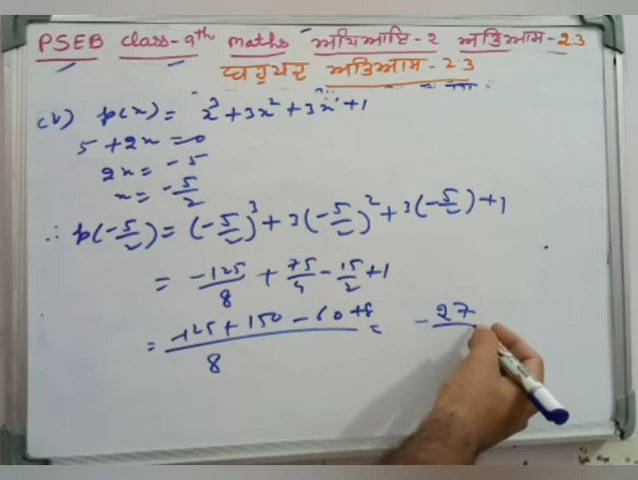 PSEB class-9th maths ਅਧਿਆਇ-2 ਅਭਿਆਸ-2.3
ਅਭਿਆਸ-2.3
(v) p(x) = x³ + 3x² + 3x + 1
5 + 2x = 0
2x = -5
x = -5/2
∴ p(-5/2) = (-5/2)³ + 3(-5/2)² + 3(-5/2) + 1
= -125/8 + 75/4 - 15/2 + 1
= -125 + 150 - 60 + 8 / 8 = -27